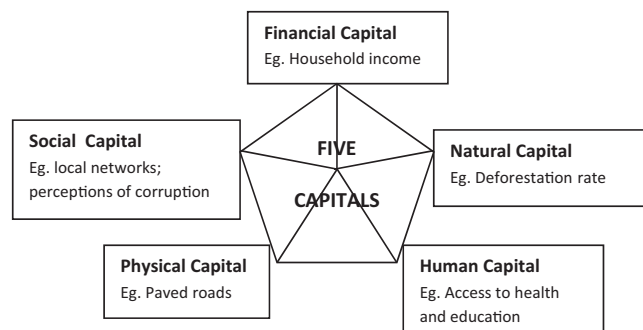 Financial Capital
Eg. Household income
Social Capital
Eg. local networks;
perceptions of corruption
FIVE
CAPITALS
Natural Capital
Eg. Deforestation rate
Physical Capital
Eg. Paved roads
Human Capital
Eg. Access to health
and education